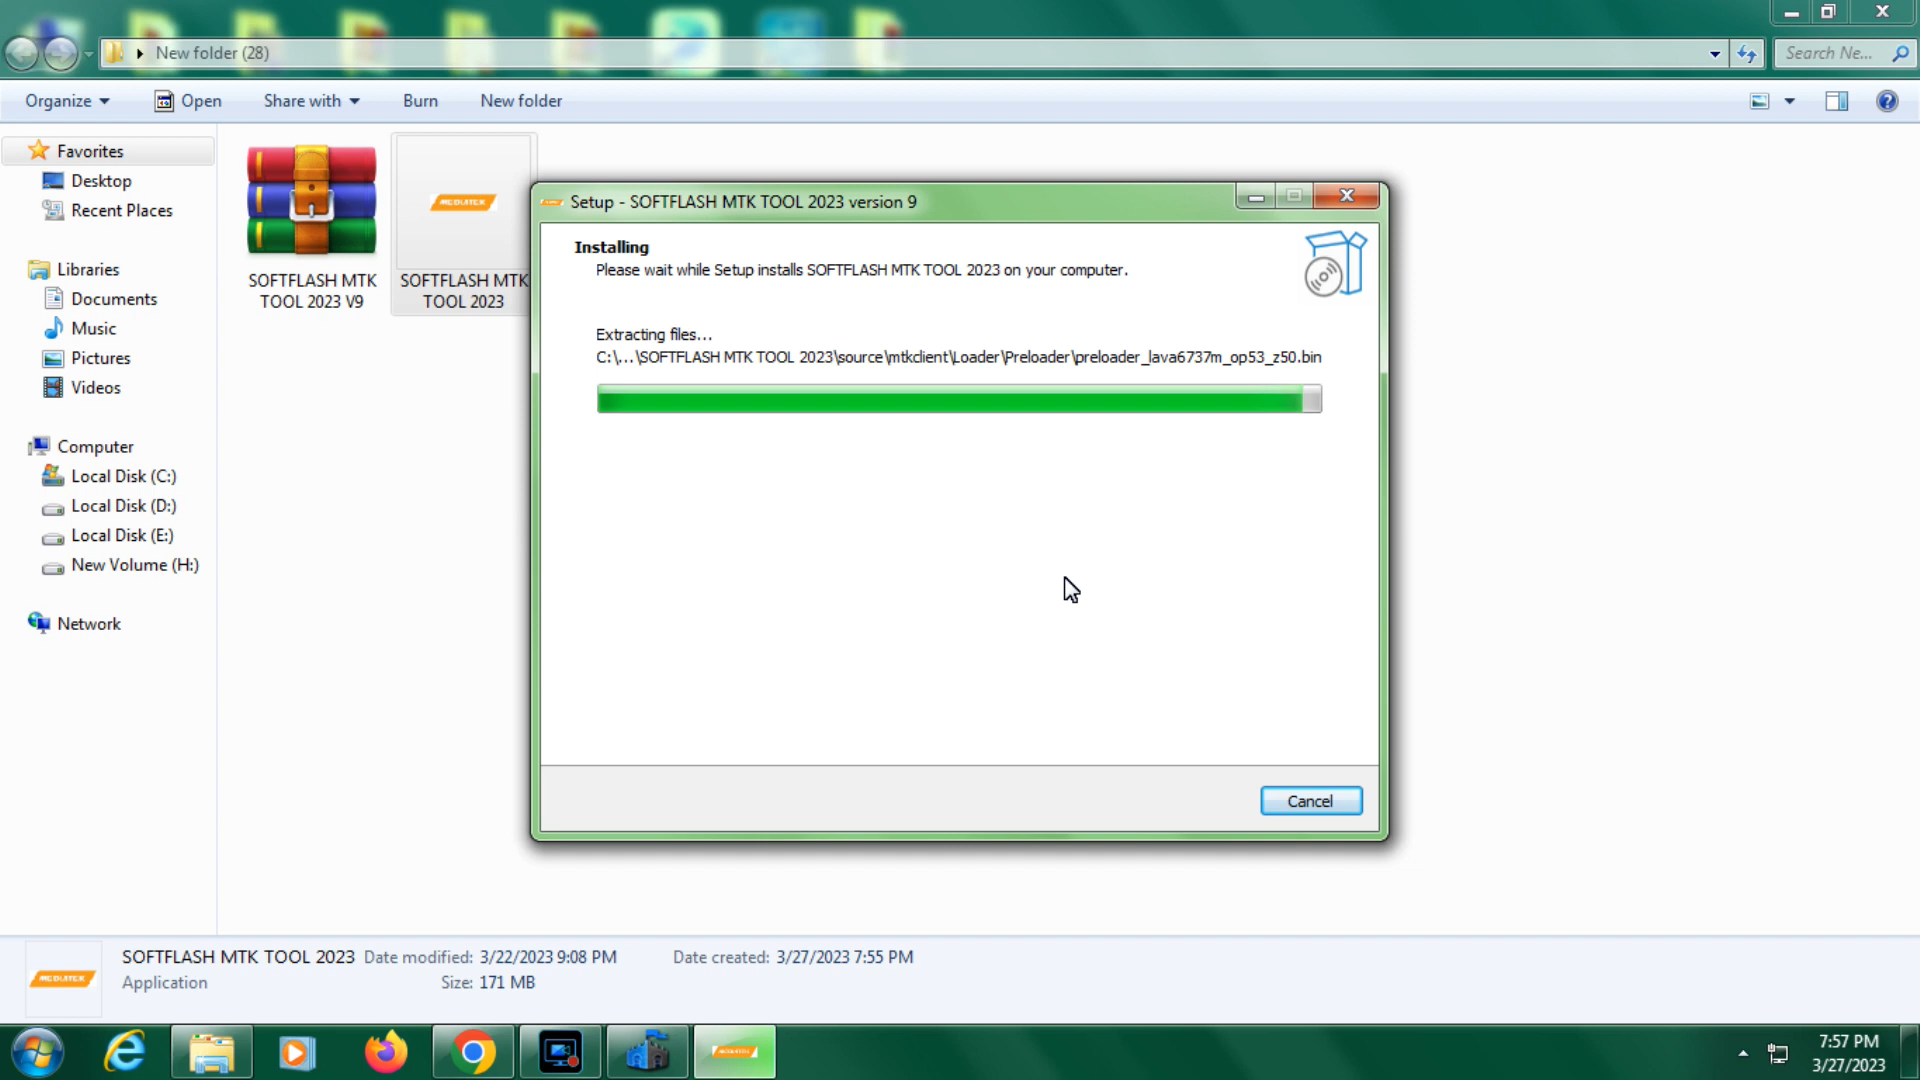 New folder (28)
Search Ne...
Organize
Open
Share with
Burn
New folder
Favorites
Desktop
Recent Places
Libraries
Documents
Music
Pictures
Videos
Computer
Local Disk (C:)
Local Disk (D:)
Local Disk (E:)
New Volume (H:)
Network
SOFTFLASH MTK
TOOL 2023 V9
MEDIATEK
SOFTFLASH MTK
TOOL 2023
Setup - SOFTFLASH MTK TOOL 2023 version 9
Installing
Please wait while Setup installs SOFTFLASH MTK TOOL 2023 on your computer.
Extracting files...
C:\...\SOFTFLASH MTK TOOL 2023\source\mtkclient\Loader\Preloader\preloader_lava6737m_op53_z50.bin
Cancel
MEDIATEK
SOFTFLASH MTK TOOL 2023 Date modified: 3/22/2023 9:08 PM Date created: 3/27/2023 7:55 PM
Application Size: 171 MB
7:57 PM
3/27/2023